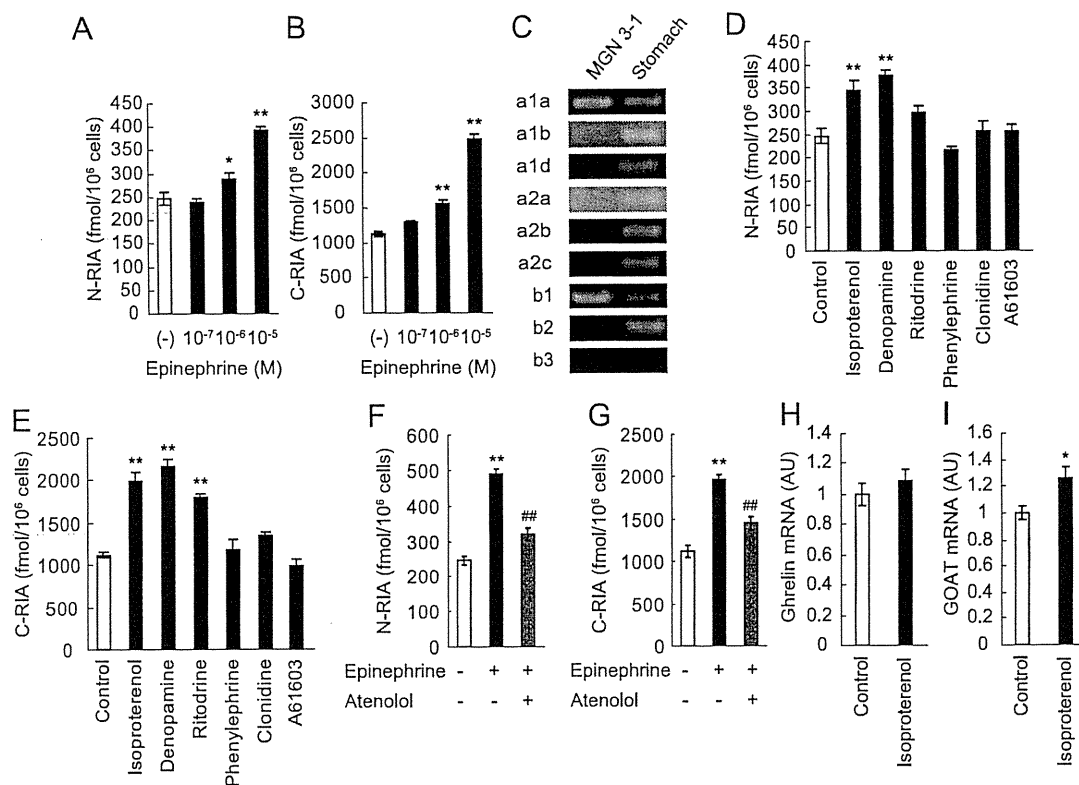 A
N-RIA (fmol/10⁶ cells)
450
400
350
300
250
200
150
100
50
0
*
**
(-) 10⁻⁷ 10⁻⁶ 10⁻⁵
Epinephrine (M)
B
C-RIA (fmol/10⁶ cells)
3000
2500
2000
1500
1000
500
0
**
**
(-) 10⁻⁷ 10⁻⁶ 10⁻⁵
Epinephrine (M)
C
MGN 3-1
Stomach
a1a
a1b
a1d
a2a
a2b
a2c
b1
b2
b3
D
N-RIA (fmol/10⁶ cells)
450
400
350
300
250
200
150
100
50
0
**
**
Control
Isoproterenol
Denopamine
Ritodrine
Phenylephrine
Clonidine
A61603
E
C-RIA (fmol/10⁶ cells)
2500
2000
1500
1000
500
0
**
**
**
Control
Isoproterenol
Denopamine
Ritodrine
Phenylephrine
Clonidine
A61603
F
N-RIA (fmol/10⁶ cells)
600
500
400
300
200
100
0
**
##
Epinephrine - + +
Atenolol - - +
G
C-RIA (fmol/10⁶ cells)
2500
2000
1500
1000
500
0
**
##
Epinephrine - + +
Atenolol - - +
H
Ghrelin mRNA (AU)
1.4
1.2
1
0.8
0.6
0.4
0.2
0
Control
Isoproterenol
I
GOAT mRNA (AU)
1.6
1.4
1.2
1
0.8
0.6
0.4
0.2
0
*
Control
Isoproterenol